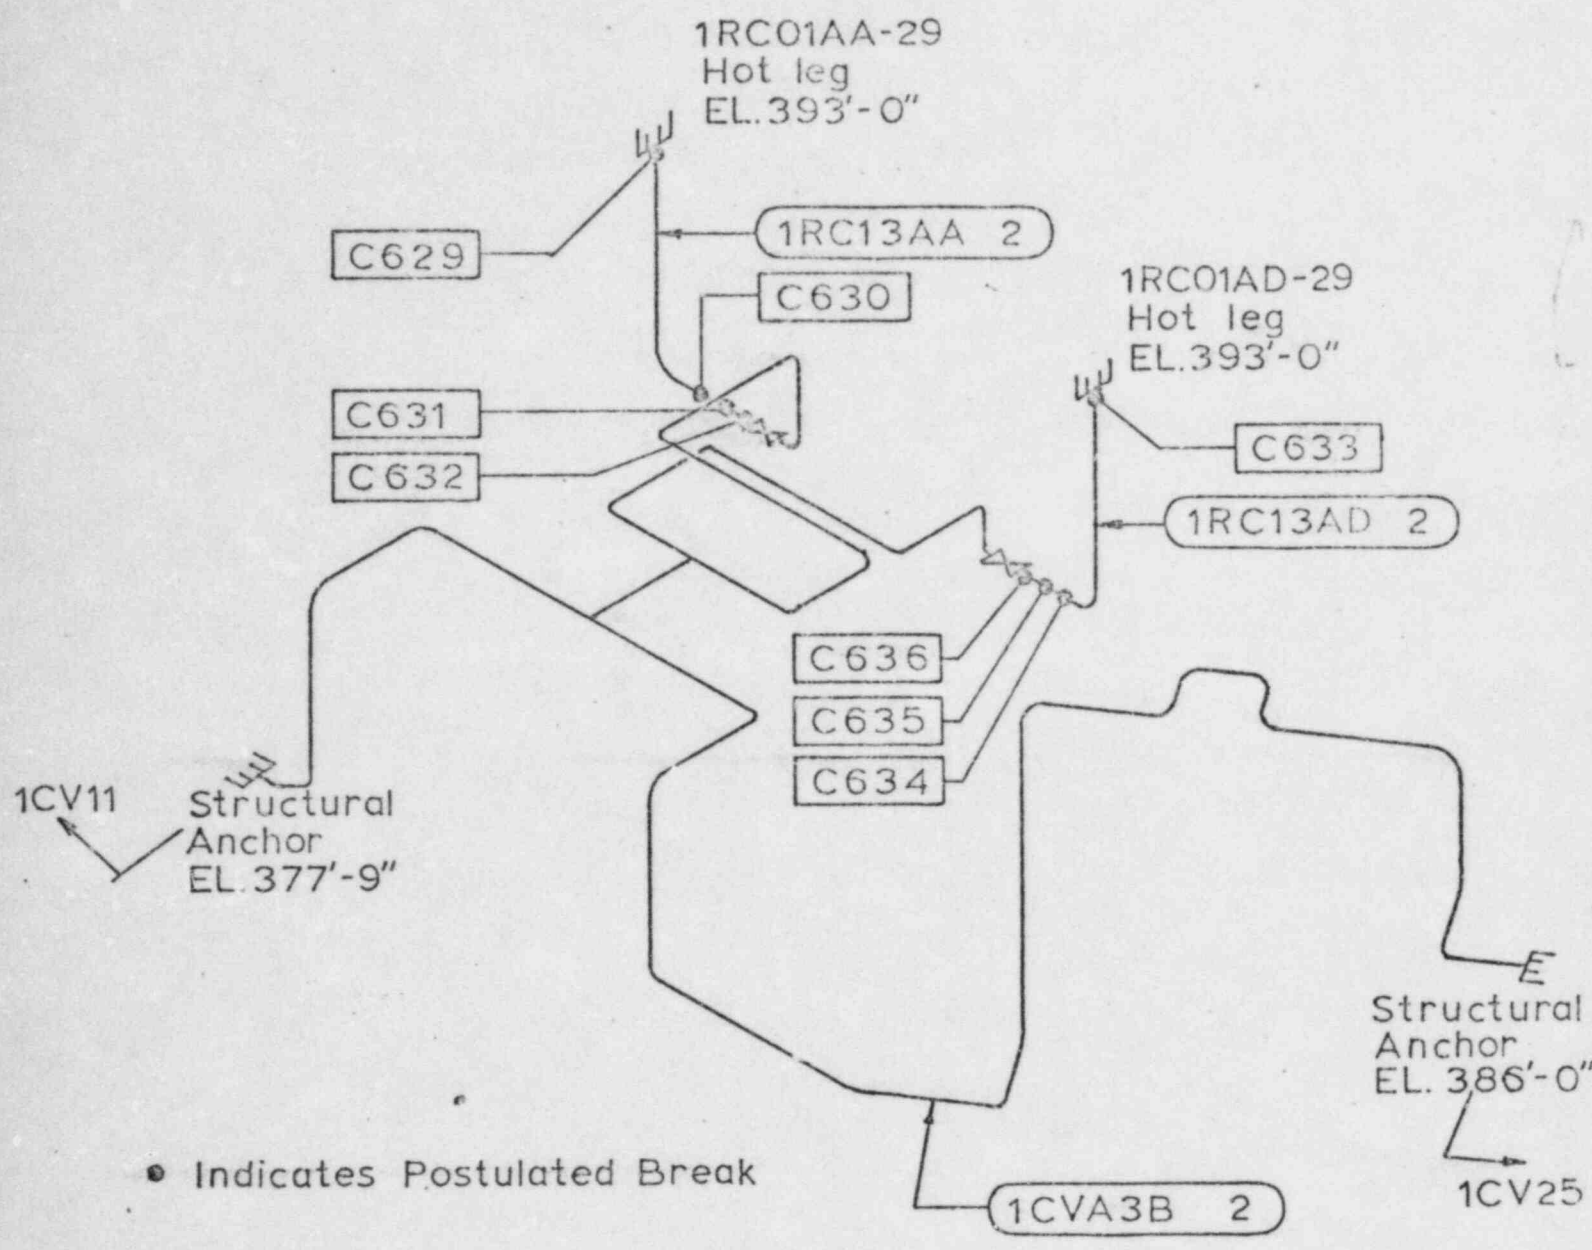 1RC01AA-29
Hot leg
EL.393'-0"
C629
1RC13AA 2
C630
1RC01AD-29
Hot leg
EL.393'-0"
C631
C633
C632
1RC13AD 2
C636
C635
C634
1CV11
Structural
Anchor
EL.377'-9"
Structural
Anchor
EL.386'-0"
Indicates Postulated Break
1CVA3B 2
1CV25